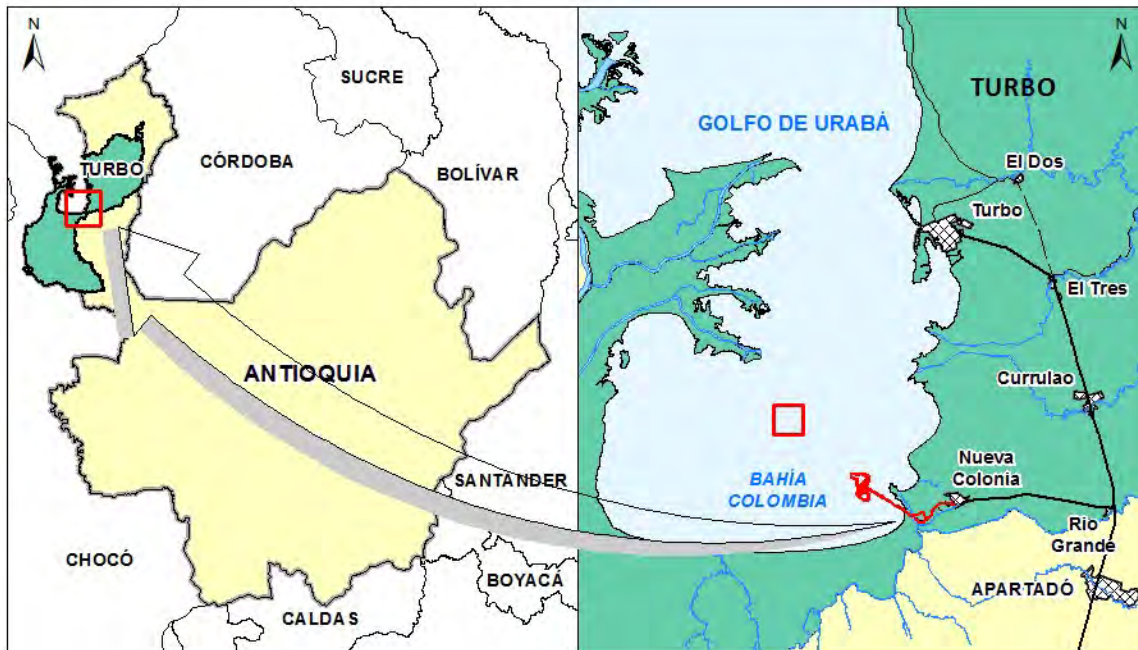 N
SUCRE
CÓRDOBA
BOLÍVAR
TURBO
ANTIOQUIA
SANTANDER
CHOCÓ
BOYACÁ
CALDAS
N
TURBO
GOLFO DE URABÁ
El Dos
Turbo
El Tres
Currulao
Nueva
Colonia
BAHÍA
COLOMBIA
Rio
Grande
APARTADÓ